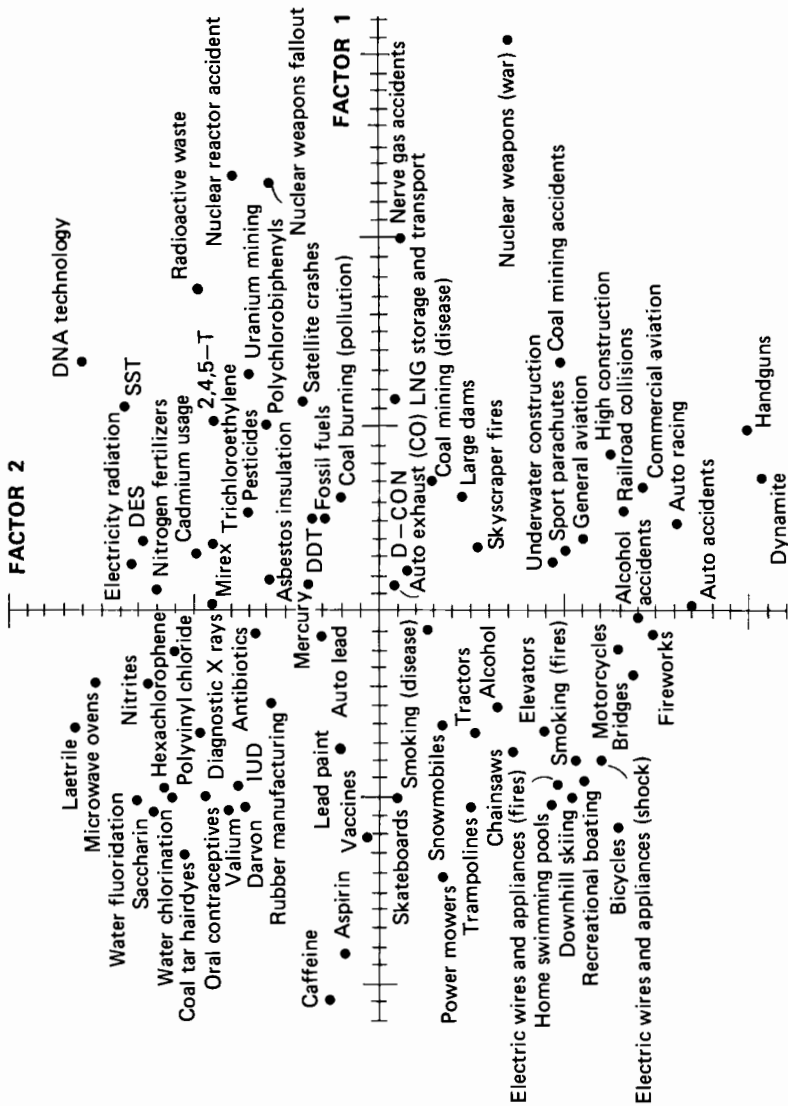 FACTOR 2
FACTOR 1
Laetrile
Microwave ovens
Water fluoridation
Saccharin
Nitrites
Water chlorination
Hexachlorophene
Coal tar hairdyes
Polyvinyl chloride
Oral contraceptives
Diagnostic X rays
Valium
IUD
Darvon
Antibiotics
Rubber manufacturing
Caffeine
Aspirin
Lead paint
Vaccines
Auto lead
Mercury
DNA technology
Electricity radiation
SST
DES
Nitrogen fertilizers
Cadmium usage
Radioactive waste
Mirex
Trichloroethylene
2,4,5–T
Nuclear reactor accident
Pesticides
Uranium mining
Asbestos insulation
Polychlorobiphenyls
Nuclear weapons fallout
Satellite crashes
DDT
Fossil fuels
Coal burning (pollution)
Nerve gas accidents
D–CON
LNG storage and transport
Auto exhaust (CO)
Coal mining (disease)
Large dams
Skyscraper fires
Nuclear weapons (war)
Underwater construction
Sport parachutes
Coal mining accidents
General aviation
High construction
Railroad collisions
Alcohol
accidents
Commercial aviation
Auto racing
Auto accidents
Handguns
Dynamite
Skateboards
Smoking (disease)
Power mowers
Snowmobiles
Trampolines
Tractors
Alcohol
Chainsaws
Elevators
Electric wires and appliances (fires)
Home swimming pools
Smoking (fires)
Downhill skiing
Recreational boating
Motorcycles
Bicycles
Bridges
Electric wires and appliances (shock)
Fireworks